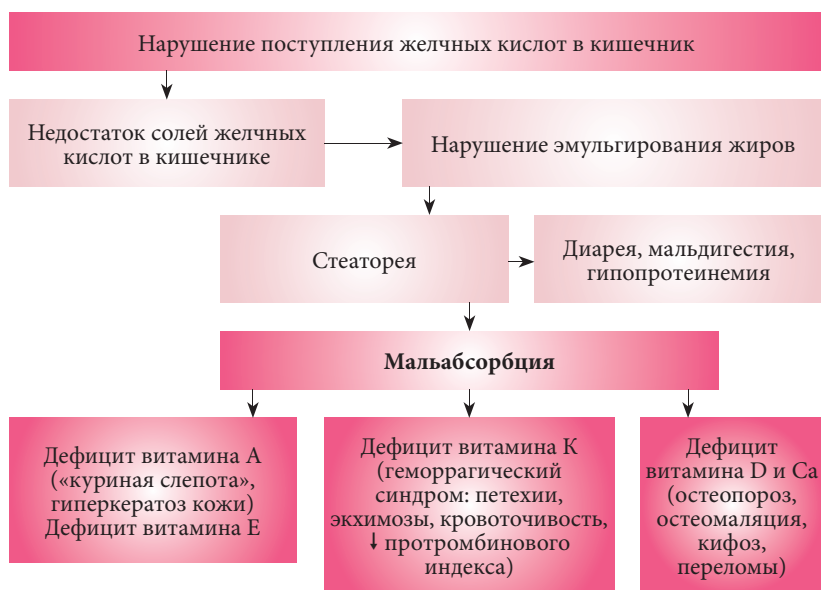 Нарушение поступления желчных кислот в кишечник
Недостаток солей желчных
кислот в кишечнике
Нарушение эмульгирования жиров
Стеаторея
Диарея, мальдигестия,
гипопротеинемия
Мальабсорбция
Дефицит витамина А
(«куриная слепота»,
гиперкератоз кожи)
Дефицит витамина Е
Дефицит витамина К
(геморрагический
синдром: петехии,
экхимозы, кровоточивость,
↓ протромбинового
индекса)
Дефицит
витамина D и Ca
(остеопороз,
остеомаляция,
кифоз,
переломы)